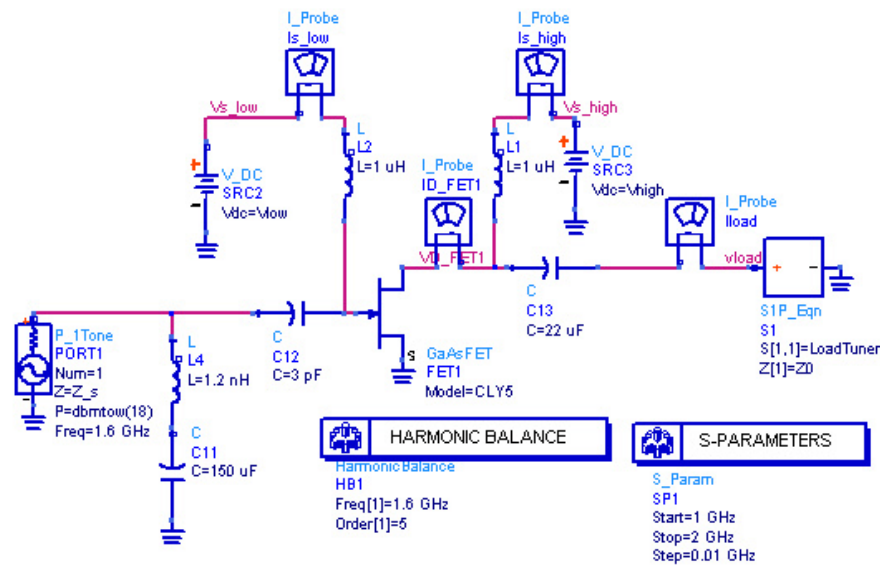 I_Probe
Is_low
I_Probe
Is_high
Vs_low
Vs_high
+
V_DC
SRC2
Vdc=Vlow
-
L
L2
L=1 uH
I_Probe
ID_FET1
VD_FET1
L
L1
L=1 uH
+
V_DC
SRC3
Vdc=Vhigh
-
I_Probe
Iload
vload
+
-
S1P_Eqn
S1
S[1,1]=LoadTuner
Z[1]=Z0
C
C13
C=22 uF
+
-
P_1Tone
PORT1
Num=1
Z=Z_s
P=dbmtow(18)
Freq=1.6 GHz
L
L4
L=1.2 nH
C
C11
C=150 uF
C
C12
C=3 pF
S
GaAsFET
FET1
Model=CLY5
HARMONIC BALANCE
HarmonicBalance
HB1
Freq[1]=1.6 GHz
Order[1]=5
S-PARAMETERS
S_Param
SP1
Start=1 GHz
Stop=2 GHz
Step=0.01 GHz